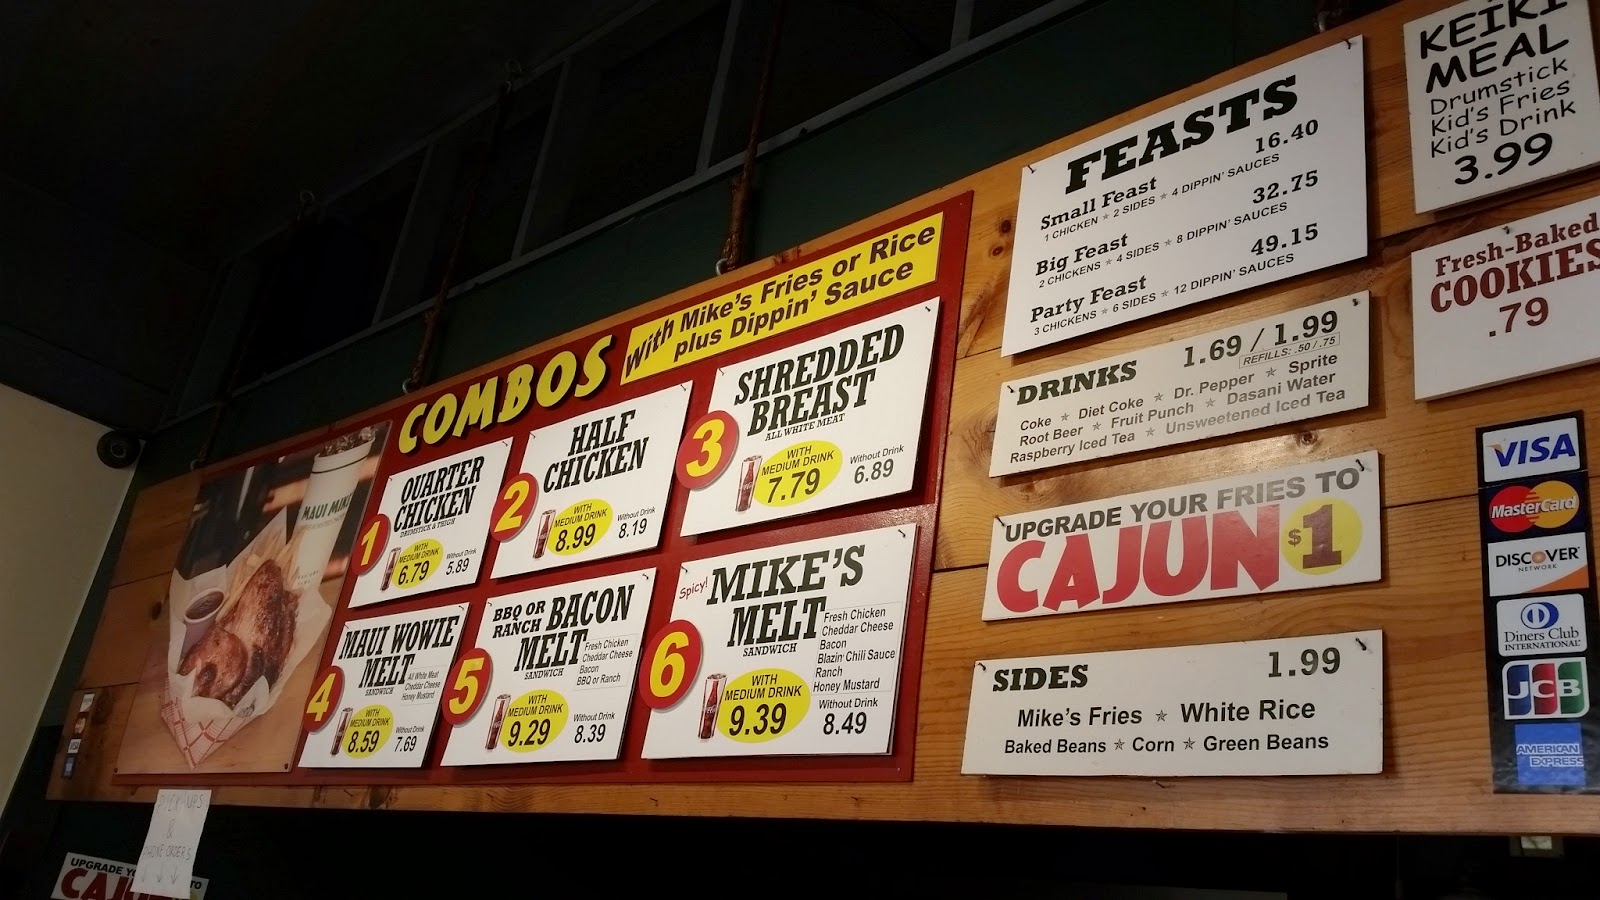 COMBOS
With Mike's Fries or Rice
plus Dippin' Sauce
MAUI MIKE
1
QUARTER
CHICKEN
DRUMSTICK & THIGH
WITH
MEDIUM DRINK
6.79
Without Drink
5.89
2
HALF
CHICKEN
WITH
MEDIUM DRINK
8.99
Without Drink
8.19
3
SHREDDED
BREAST
ALL WHITE MEAT
WITH
MEDIUM DRINK
7.79
Without Drink
6.89
4
MAUI WOWIE
MELT
SANDWICH
All White Meat
Cheddar Cheese
Honey Mustard
WITH
MEDIUM DRINK
8.59
Without Drink
7.69
5
BBQ OR
RANCH
BACON
MELT
SANDWICH
Fresh Chicken
Cheddar Cheese
Bacon
BBQ or Ranch
WITH
MEDIUM DRINK
9.29
Without Drink
8.39
6
Spicy!
MIKE'S
MELT
SANDWICH
Fresh Chicken
Cheddar Cheese
Bacon
Blazin' Chili Sauce
Ranch
Honey Mustard
WITH
MEDIUM DRINK
9.39
Without Drink
8.49
FEASTS
Small Feast 16.40
1 CHICKEN ★ 2 SIDES ★ 4 DIPPIN' SAUCES
Big Feast 32.75
2 CHICKENS ★ 4 SIDES ★ 8 DIPPIN' SAUCES
Party Feast 49.15
3 CHICKENS ★ 6 SIDES ★ 12 DIPPIN' SAUCES
DRINKS 1.69 / 1.99
REFILLS: .50 / .75
Coke ★ Diet Coke ★ Dr. Pepper ★ Sprite
Root Beer ★ Fruit Punch ★ Dasani Water
Raspberry Iced Tea ★ Unsweetened Iced Tea
UPGRADE YOUR FRIES TO
CAJUN $1
SIDES 1.99
Mike's Fries ★ White Rice
Baked Beans ★ Corn ★ Green Beans
KEIKI
MEAL
Drumstick
Kid's Fries
Kid's Drink
3.99
Fresh-Baked
COOKIES
.79
VISA
MasterCard
DISCOVER
NETWORK
Diners Club
INTERNATIONAL
JCB
AMERICAN
EXPRESS
&
PHONE ORDERS
UPGRADE
TO